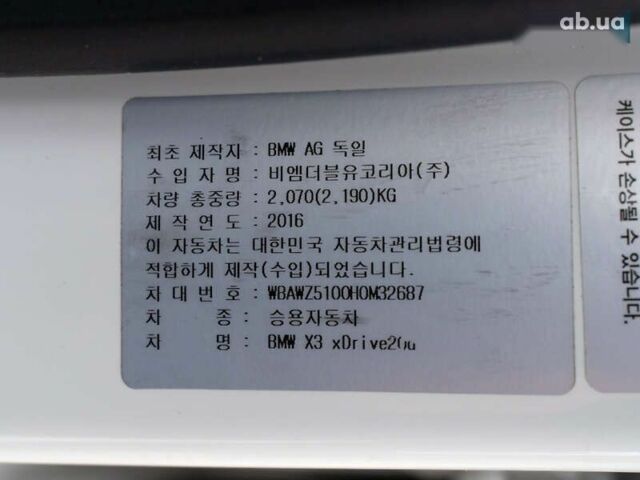 ab.ua
최초 제작자 : BMW AG 독일
수 입 자 명 : 비엠더블유코리아(주)
차량 총중량 : 2,070(2,190)KG
제 작 연 도 : 2016
이 자동차는 대한민국 자동차관리법령에
적합하게 제작(수입)되었습니다.
차 대 번 호 : WBAWZ5100H0M32687
차 종 : 승용자동차
차 명 : BMW X3 xDrive20d
케이스가 손상될 수 있습니다.